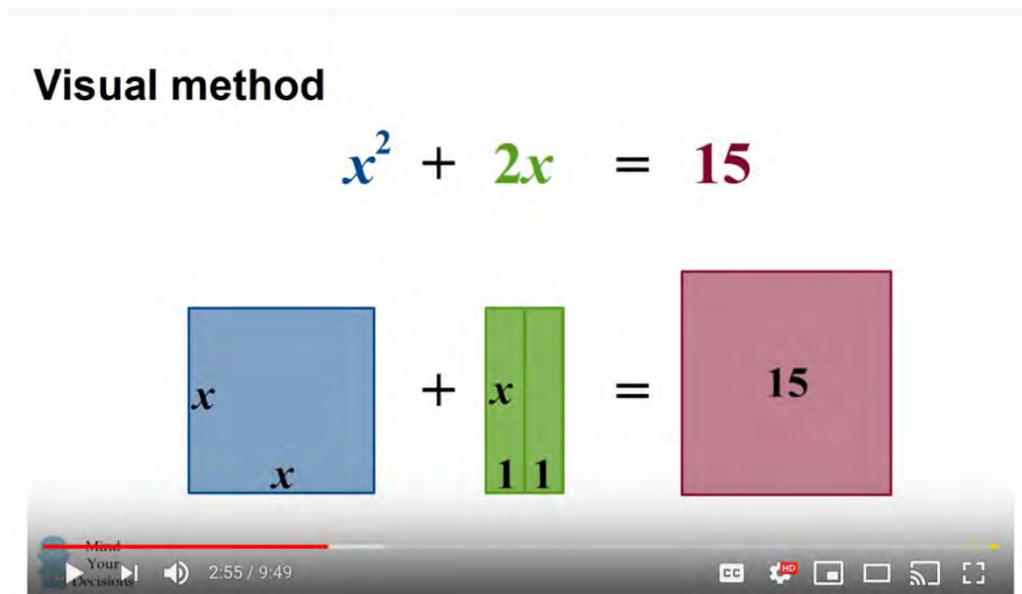 Visual method
x² + 2x = 15
x
x
+
x
1 1
=
15
Mind
Your
Decisions
2:55 / 9:49
CC
HD